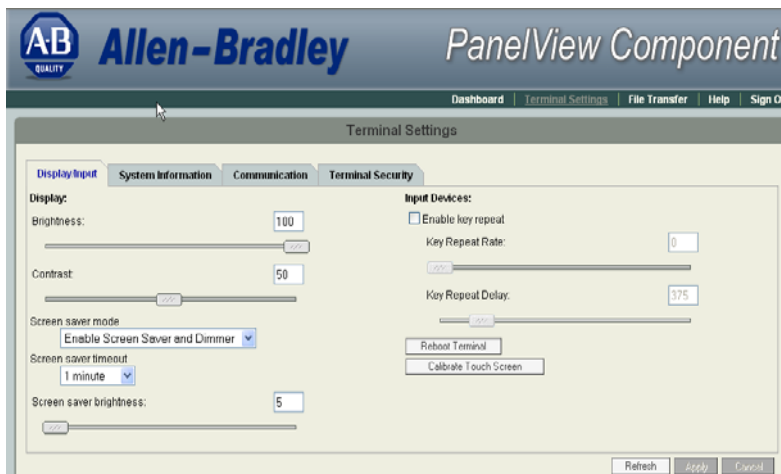 A·B
QUALITY
Allen-Bradley
PanelView Component
Dashboard | Terminal Settings | File Transfer | Help | Sign O
Terminal Settings
Display/Input
System Information
Communication
Terminal Security
Display:
Brightness: 100
Contrast: 50
Screen saver mode
Enable Screen Saver and Dimmer
Screen saver timeout
1 minute
Screen saver brightness: 5
Input Devices:
Enable key repeat
Key Repeat Rate: 0
Key Repeat Delay: 375
Reboot Terminal
Calibrate Touch Screen
Refresh
Apply
Cancel